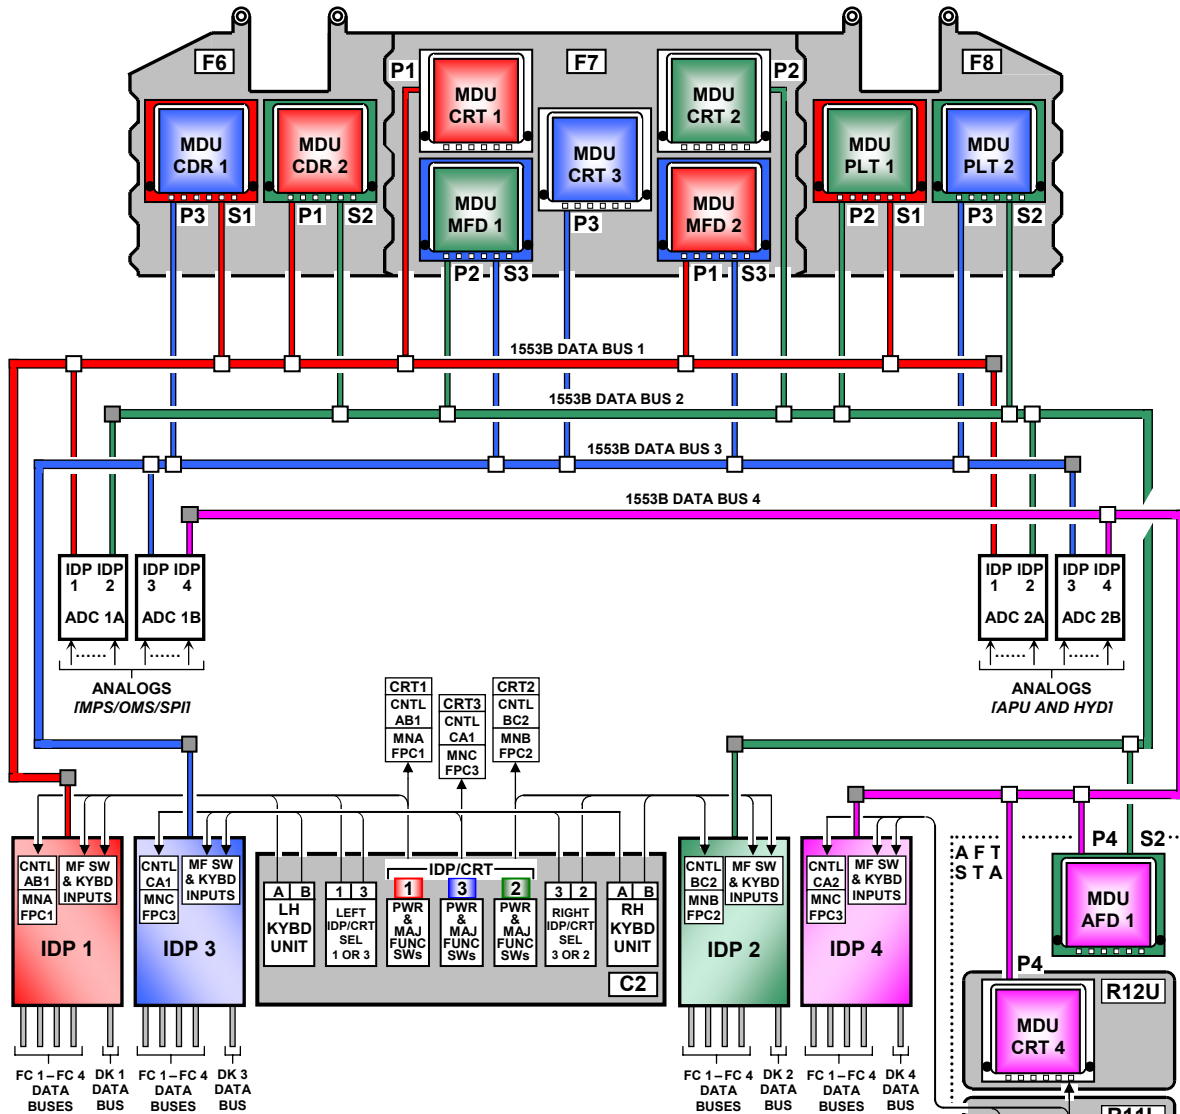 F6
F7
F8
P1
P2
MDU
CRT 1
MDU
CRT 2
MDU
CDR 1
MDU
CDR 2
MDU
CRT 3
MDU
PLT 1
MDU
PLT 2
MDU
MFD 1
MDU
MFD 2
P3
S1
P1
S2
P3
P2
S1
P3
S2
P2
S3
P1
S3
1553B DATA BUS 1
1553B DATA BUS 2
1553B DATA BUS 3
1553B DATA BUS 4
IDP
1
IDP
2
ADC 1A
IDP
3
IDP
4
ADC 1B
IDP
1
IDP
2
ADC 2A
IDP
3
IDP
4
ADC 2B
ANALOGS
[MPS/OMS/SPI]
ANALOGS
[APU AND HYD]
CRT1
CNTL
AB1
MNA
FPC1
CRT3
CNTL
CA1
MNC
FPC3
CRT2
CNTL
BC2
MNB
FPC2
CNTL
AB1
MNA
FPC1
MF SW
& KYBD
INPUTS
IDP 1
CNTL
CA1
MNC
FPC3
MF SW
& KYBD
INPUTS
IDP 3
IDP/CRT
A B
LH
KYBD
UNIT
1 3
LEFT
IDP/CRT
SEL
1 OR 3
1
PWR
&
MAJ
FUNC
SWs
3
PWR
&
MAJ
FUNC
SWs
2
PWR
&
MAJ
FUNC
SWs
3 2
RIGHT
IDP/CRT
SEL
3 OR 2
A B
RH
KYBD
UNIT
C2
CNTL
BC2
MNB
FPC2
MF SW
& KYBD
INPUTS
IDP 2
CNTL
CA2
MNC
FPC3
MF SW
& KYBD
INPUTS
IDP 4
AFT
STA
P4
S2
MDU
AFD 1
P4
R12U
MDU
CRT 4
FC 1 – FC 4
DATA
BUSES
DK 1
DATA
BUS
FC 1 – FC 4
DATA
BUSES
DK 3
DATA
BUS
FC 1 – FC 4
DATA
BUSES
DK 2
DATA
BUS
FC 1 – FC 4
DATA
BUSES
DK 4
DATA
BUS